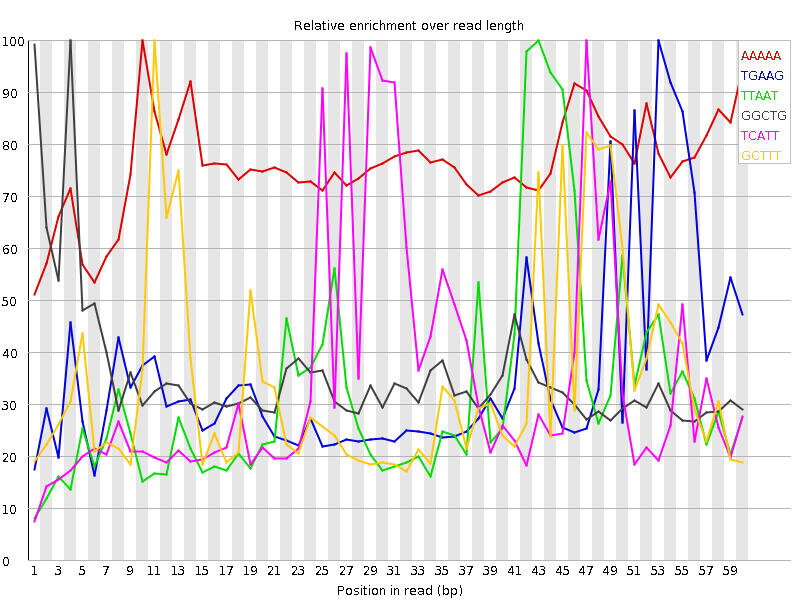 Relative enrichment over read length
100
90
80
70
60
50
40
30
20
10
0
AAAAA
TGAAG
TTAAT
GGCTG
TCATT
GCTTT
1 3 5 7 9 11 13 15 17 19 21 23 25 27 29 31 33 35 37 39 41 43 45 47 49 51 53 55 57 59
Position in read (bp)